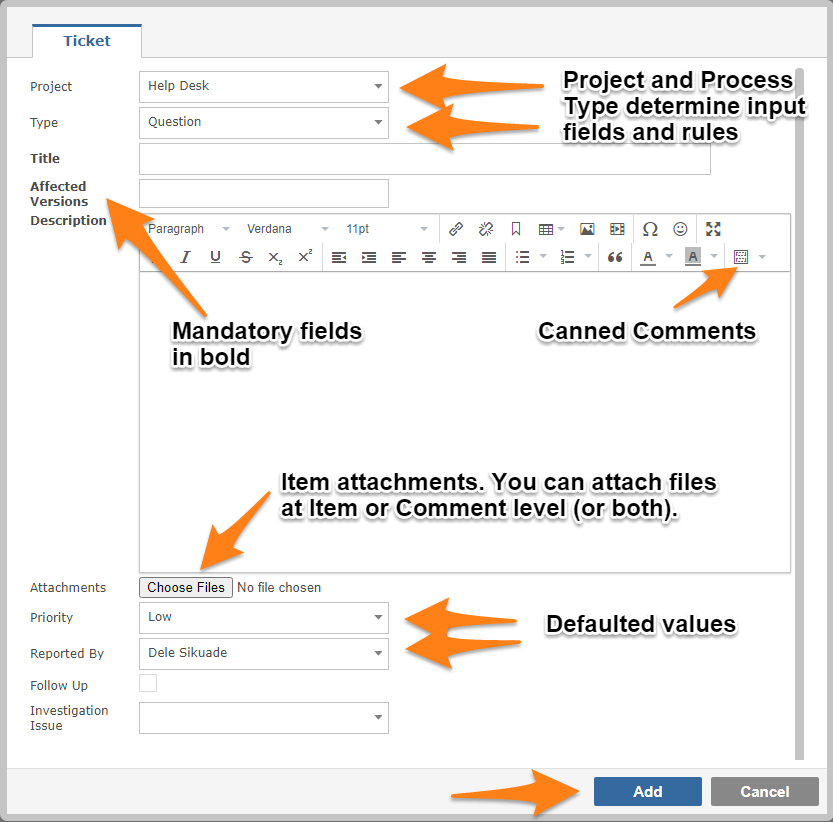 Ticket
Project
Help Desk
Project and Process
Type determine input
fields and rules
Type
Question
Title
Affected
Versions
Description
Paragraph
Verdana
11pt
I
U
S
X₂
X²
Ω
A
A
Mandatory fields
in bold
Canned Comments
Item attachments. You can attach files
at Item or Comment level (or both).
Attachments
Choose Files
No file chosen
Priority
Low
Defaulted values
Reported By
Dele Sikuade
Follow Up
Investigation
Issue
Add
Cancel